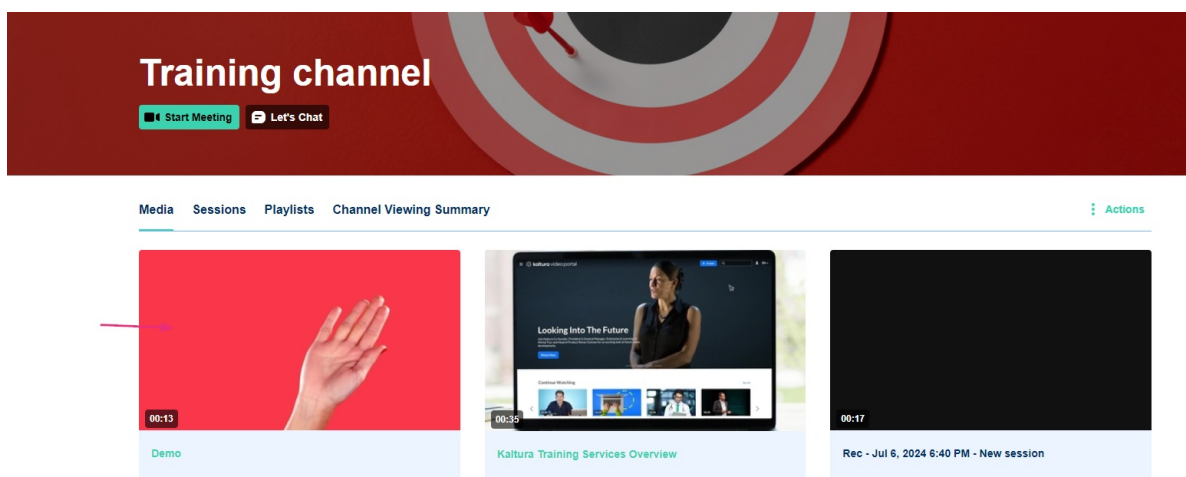 Training channel
Start Meeting
Let's Chat
Media Sessions Playlists Channel Viewing Summary
Actions
kaltura videoportal
Looking Into The Future
Continue Watching
00:13
00:35
00:17
Demo
Kaltura Training Services Overview
Rec - Jul 6, 2024 6:40 PM - New session